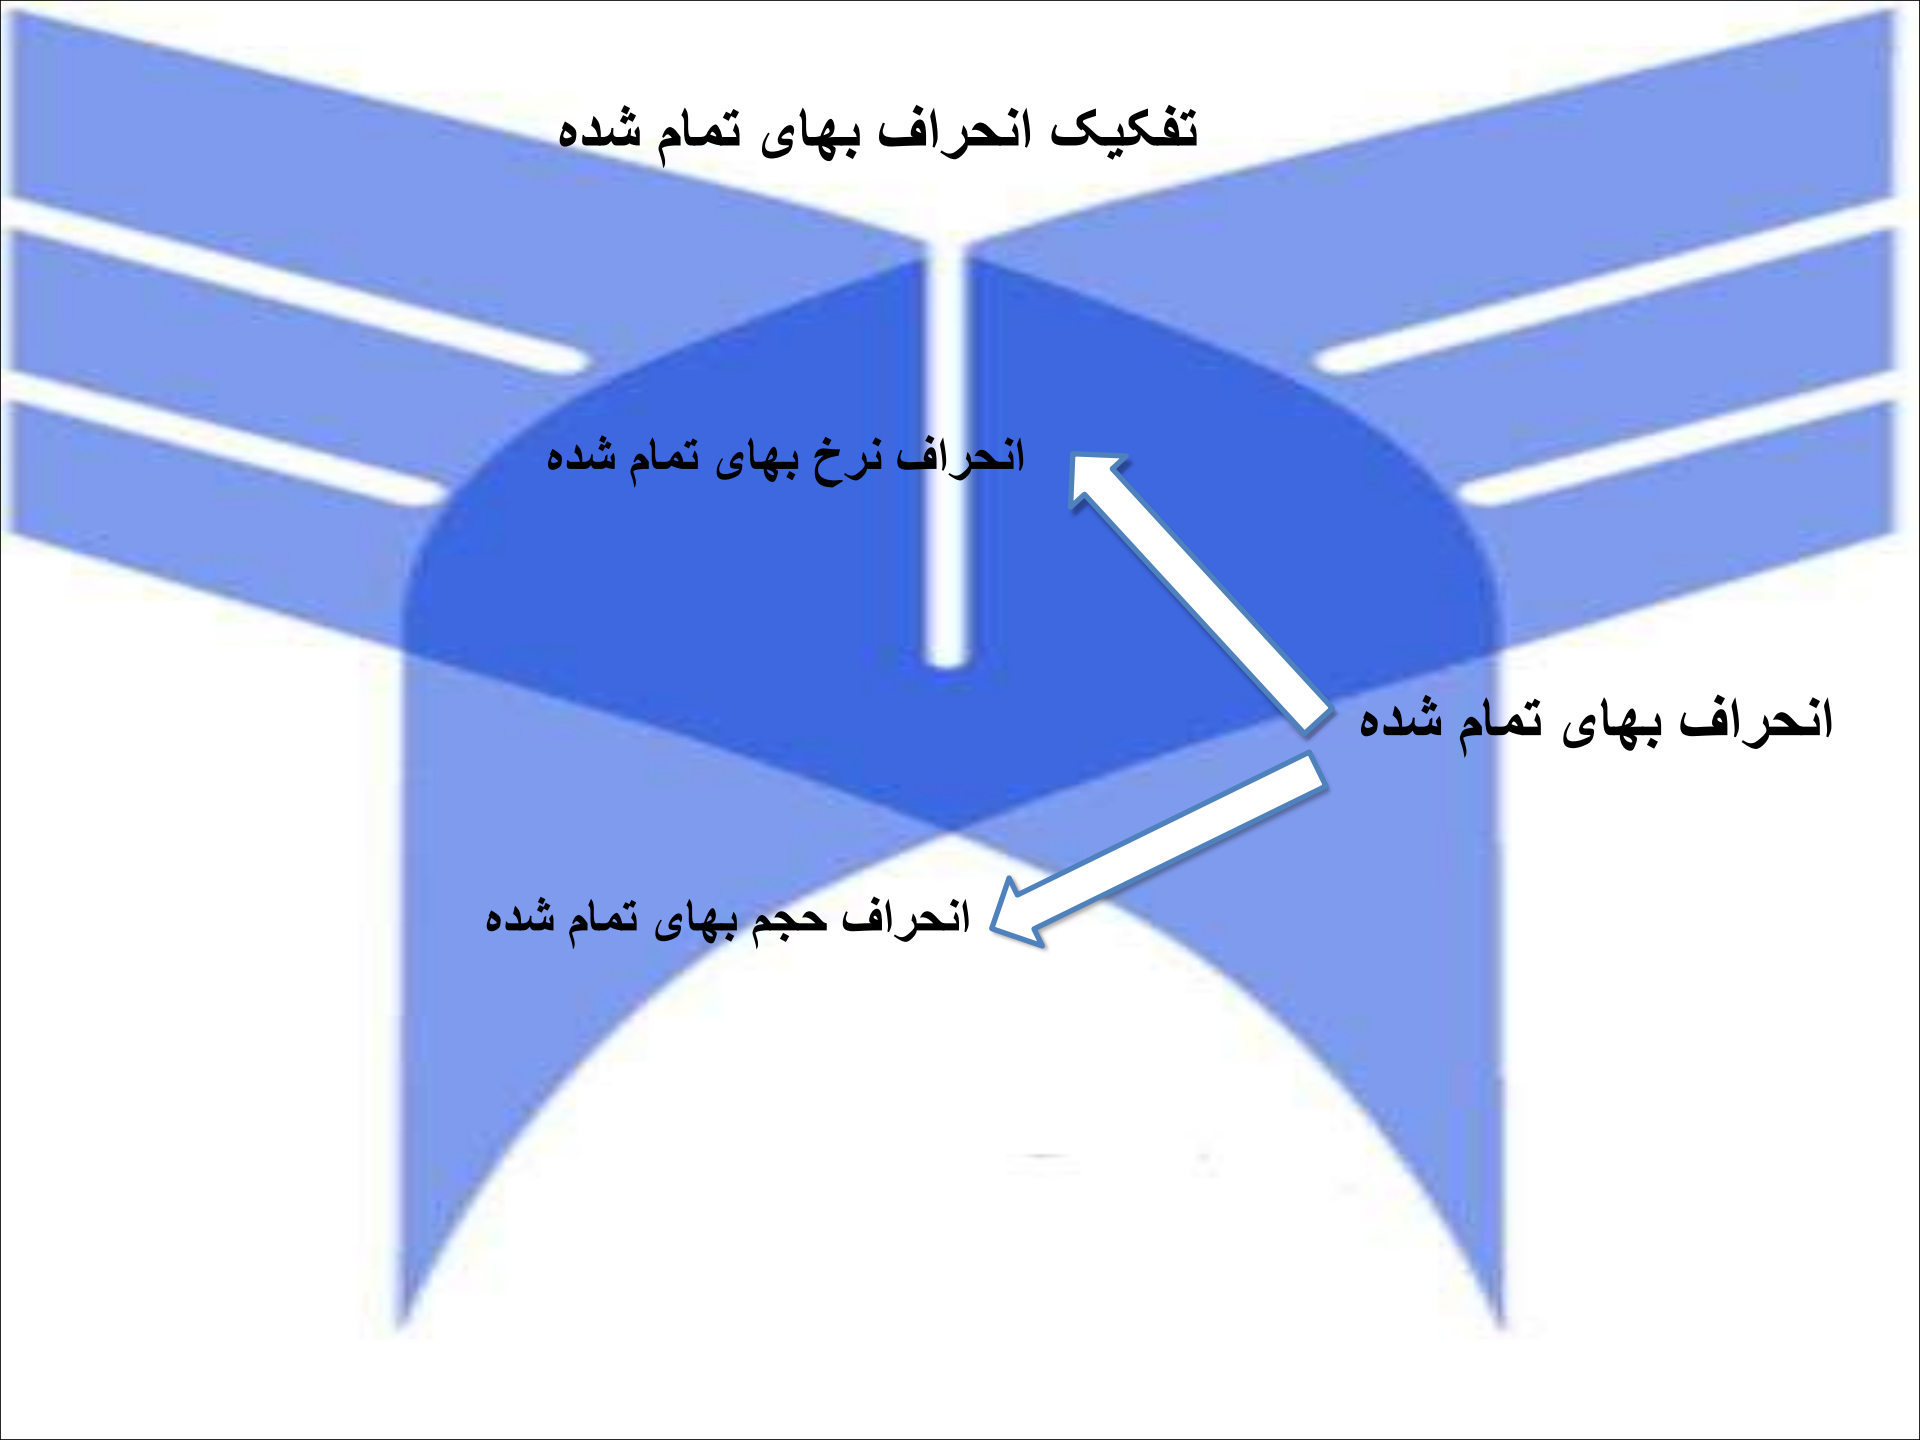 تفکیک انحراف بهای تمام شده
انحراف نرخ بهای تمام شده
انحراف بهای تمام شده
انحراف حجم بهای تمام شده